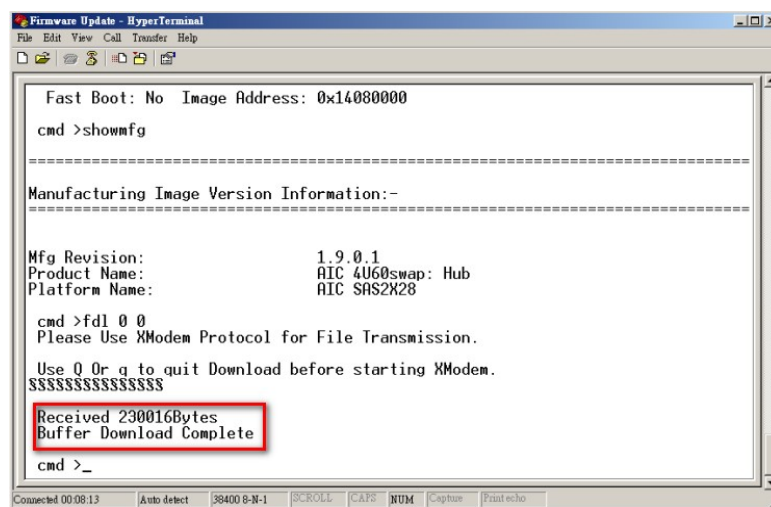 Firmware Update - HyperTerminal
File Edit View Call Transfer Help
Fast Boot: No Image Address: 0x14080000
cmd >showmfg
================================================================================
Manufacturing Image Version Information:-
================================================================================
Mfg Revision: 1.9.0.1
Product Name: AIC 4U60swap: Hub
Platform Name: AIC SAS2X28
cmd >fdl 0 0
Please Use XModem Protocol for File Transmission.
Use Q Or q to quit Download before starting XModem.
§§§§§§§§§§§§§§§
Received 230016Bytes
Buffer Download Complete
cmd >_
Connected 00:08:13 Auto detect 38400 8-N-1 SCROLL CAPS NUM Capture Print echo